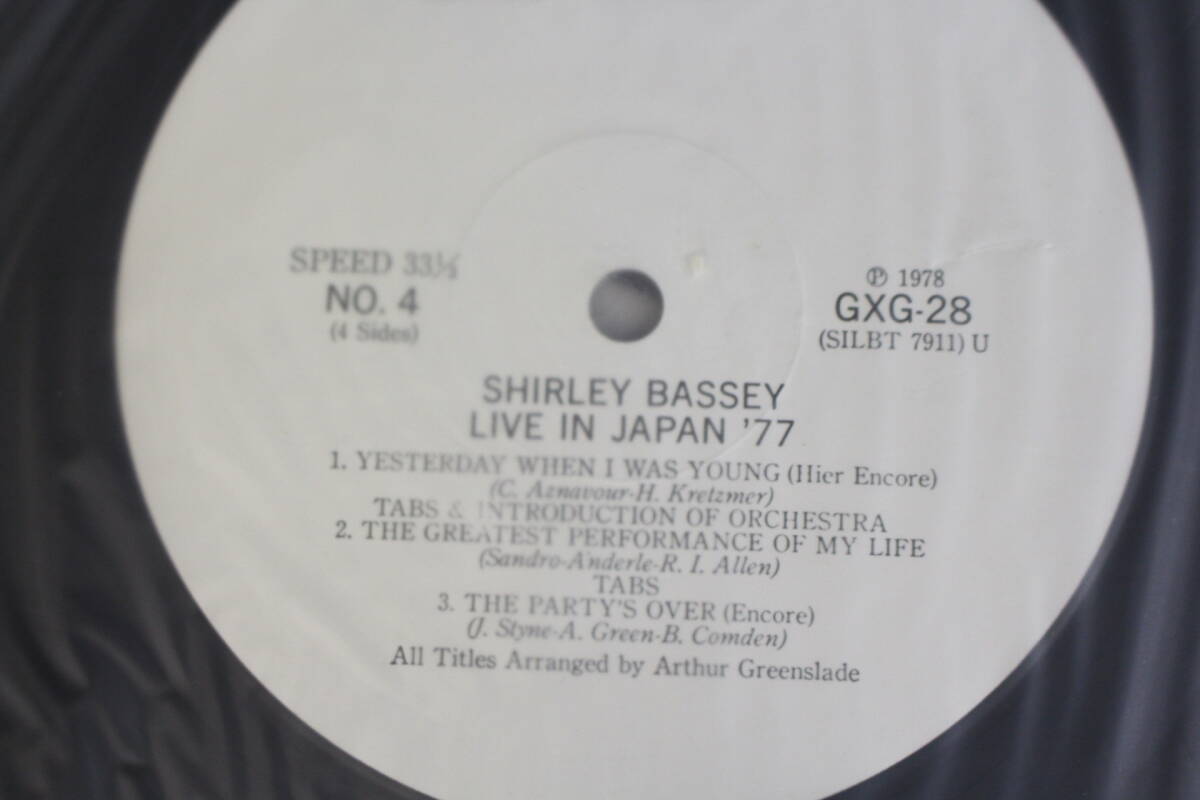 SPEED 33⅓
NO. 4
(4 Sides)
℗ 1978
GXG-28
(SILBT 7911) U
SHIRLEY BASSEY
LIVE IN JAPAN '77
1. YESTERDAY WHEN I WAS YOUNG (Hier Encore)
(C. Aznavour-H. Kretzmer)
TABS & INTRODUCTION OF ORCHESTRA
2. THE GREATEST PERFORMANCE OF MY LIFE
(Sandro-Anderle-R. I. Allen)
TABS
3. THE PARTY'S OVER (Encore)
(J. Styne-A. Green-B. Comden)
All Titles Arranged by Arthur Greenslade